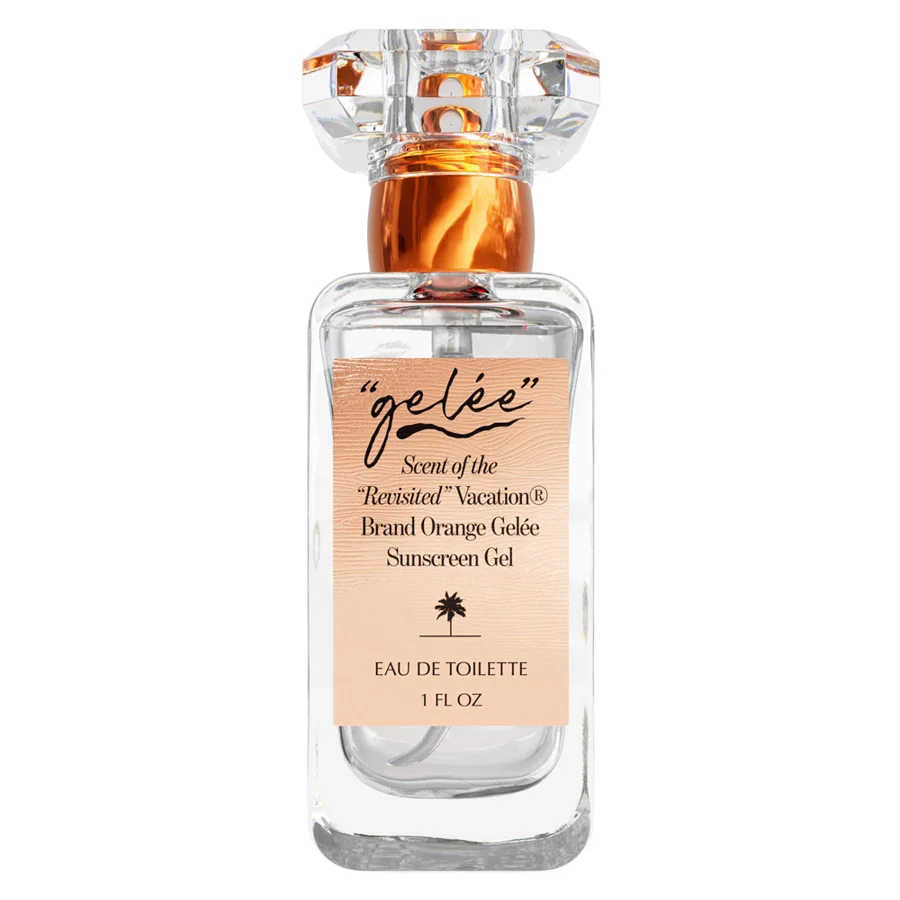 “gelée”
Scent of the
“Revisited” Vacation®
Brand Orange Gelée
Sunscreen Gel
EAU DE TOILETTE
1 FL OZ